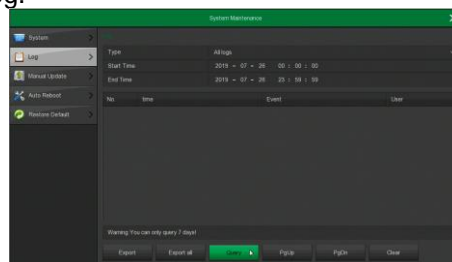 og.
System Maintenance
System >
Log >
Manual Update >
Auto Reboot >
Restore Default >
Type All logs
Start Time 2019 - 07 - 26 00 : 00 : 00
End Time 2019 - 07 - 26 23 : 59 : 59
No. time Event User
Warning:You can only query 7 days!
Export Export all Query PgUp PgDn Clear